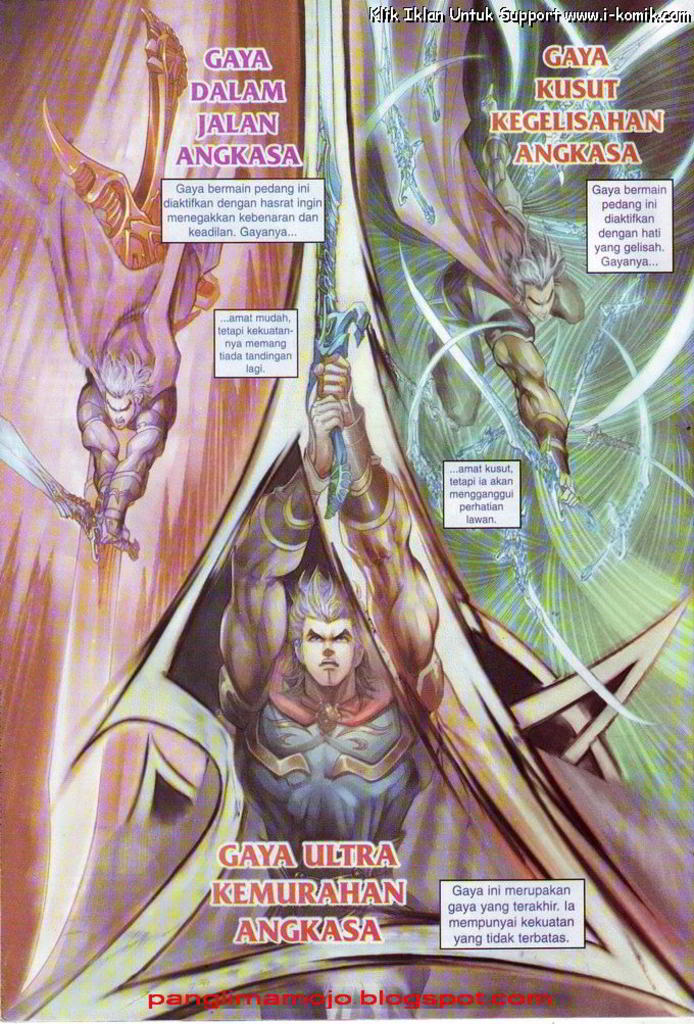 Klik Iklan Untuk Support www.i-komik.com
GAYA
DALAM
JALAN
ANGKASA
Gaya bermain pedang ini
diaktifkan dengan hasrat ingin
menegakkan kebenaran dan
keadilan. Gayanya...
...amat mudah,
tetapi kekuatan-
nya memang
tiada tandingan
lagi.
GAYA
KUSUT
KEGELISAHAN
ANGKASA
Gaya bermain
pedang ini
diaktifkan
dengan hati
yang gelisah.
Gayanya...
...amat kusut,
tetapi ia akan
mengganggui
perhatian
lawan.
GAYA ULTRA
KEMURAHAN
ANGKASA
Gaya ini merupakan
gaya yang terakhir. Ia
mempunyai kekuatan
yang tidak terbatas.
panglimamojo.blogspot.com